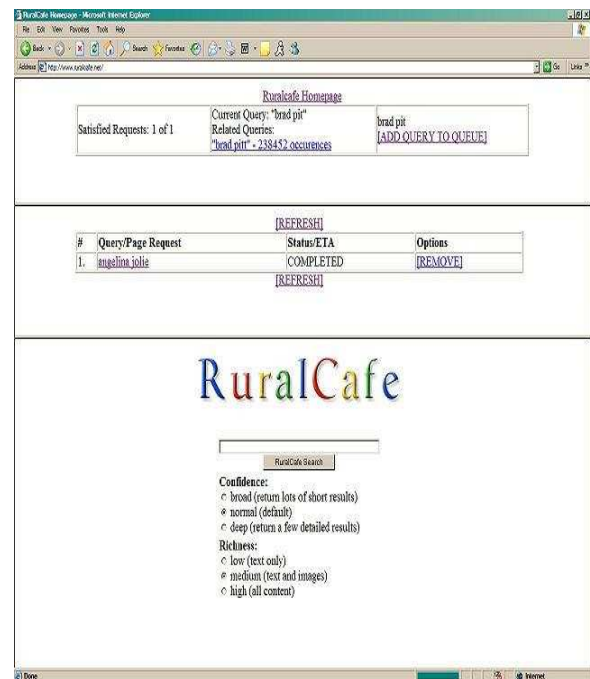 RuralCafe Homepage - Microsoft Internet Explorer
File Edit View Favorites Tools Help
Back Search Favorites
Address http://www.ruralcafe.net/ Go Links
Ruralcafe Homepage
Satisfied Requests: 1 of 1
Current Query: "brad pit"
Related Queries:
"brad pitt" - 238452 occurences
brad pit
[ADD QUERY TO QUEUE]
[REFRESH]
# Query/Page Request Status/ETA Options
1. angelina jolie COMPLETED [REMOVE]
[REFRESH]
RuralCafe
RuralCafe Search
Confidence:
broad (return lots of short results)
normal (default)
deep (return a few detailed results)
Richness:
low (text only)
medium (text and images)
high (all content)
Done Internet